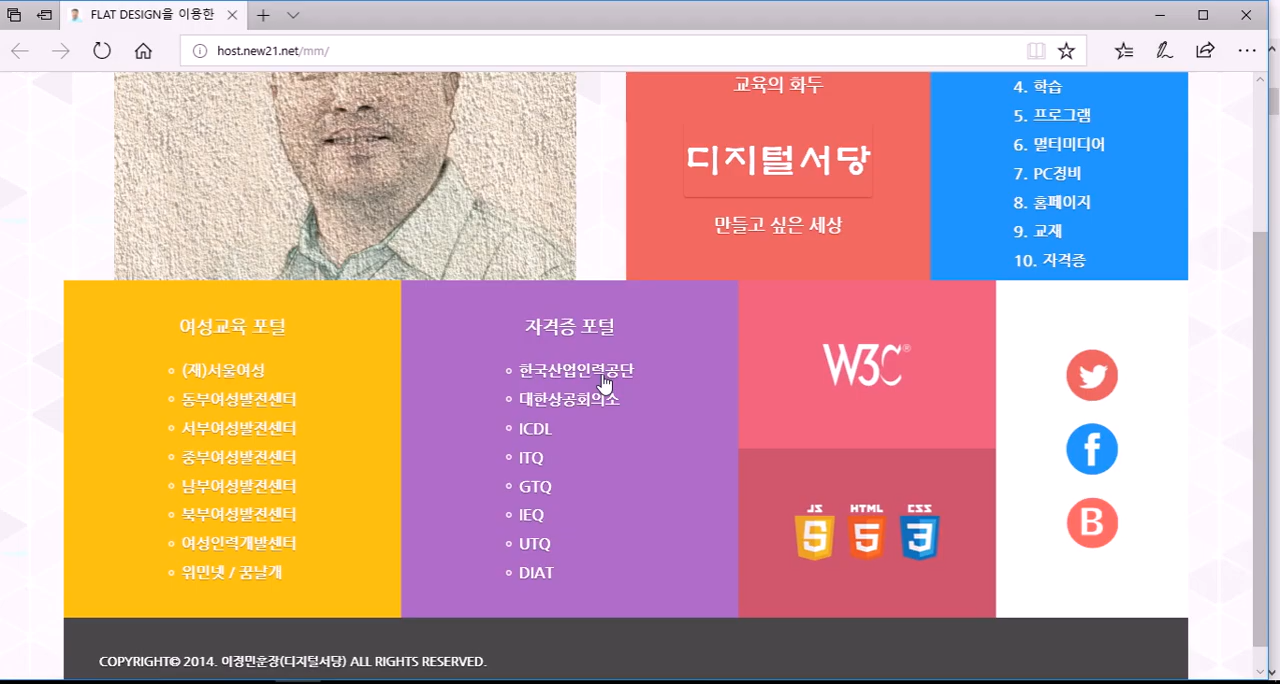 FLAT DESIGN을 이용한
host.new21.net/mm/
교육의 화두
디지털서당
만들고 싶은 세상
4. 학습
5. 프로그램
6. 멀티미디어
7. PC정비
8. 홈페이지
9. 교재
10. 자격증
여성교육 포털
(재)서울여성
동부여성발전센터
서부여성발전센터
중부여성발전센터
남부여성발전센터
북부여성발전센터
여성인력개발센터
위민넷 / 꿈날개
자격증 포털
한국산업인력공단
대한상공회의소
ICDL
ITQ
GTQ
IEQ
UTQ
DIAT
W3C®
JS HTML CSS
5 5 3
f
B
COPYRIGHT© 2014. 이경민훈장(디지털서당) ALL RIGHTS RESERVED.